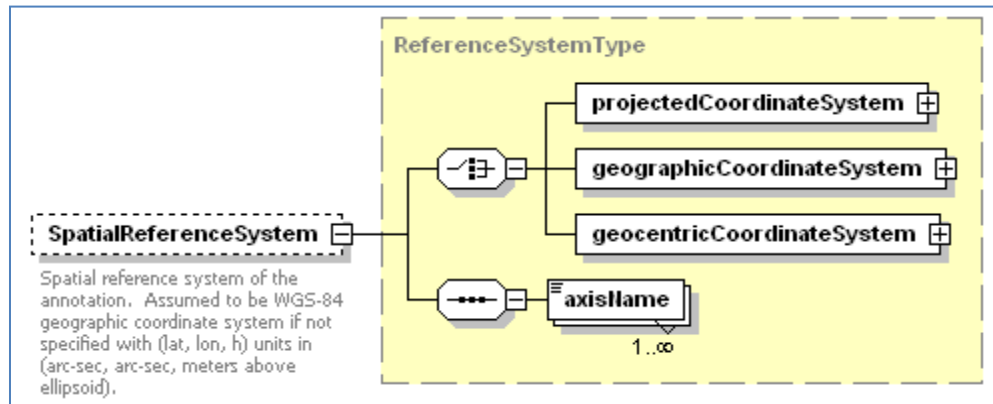 ReferenceSystemType
projectedCoordinateSystem
geographicCoordinateSystem
geocentricCoordinateSystem
SpatialReferenceSystem
Spatial reference system of the
annotation. Assumed to be WGS-84
geographic coordinate system if not
specified with (lat, lon, h) units in
(arc-sec, arc-sec, meters above
ellipsoid).
axisName
1..∞